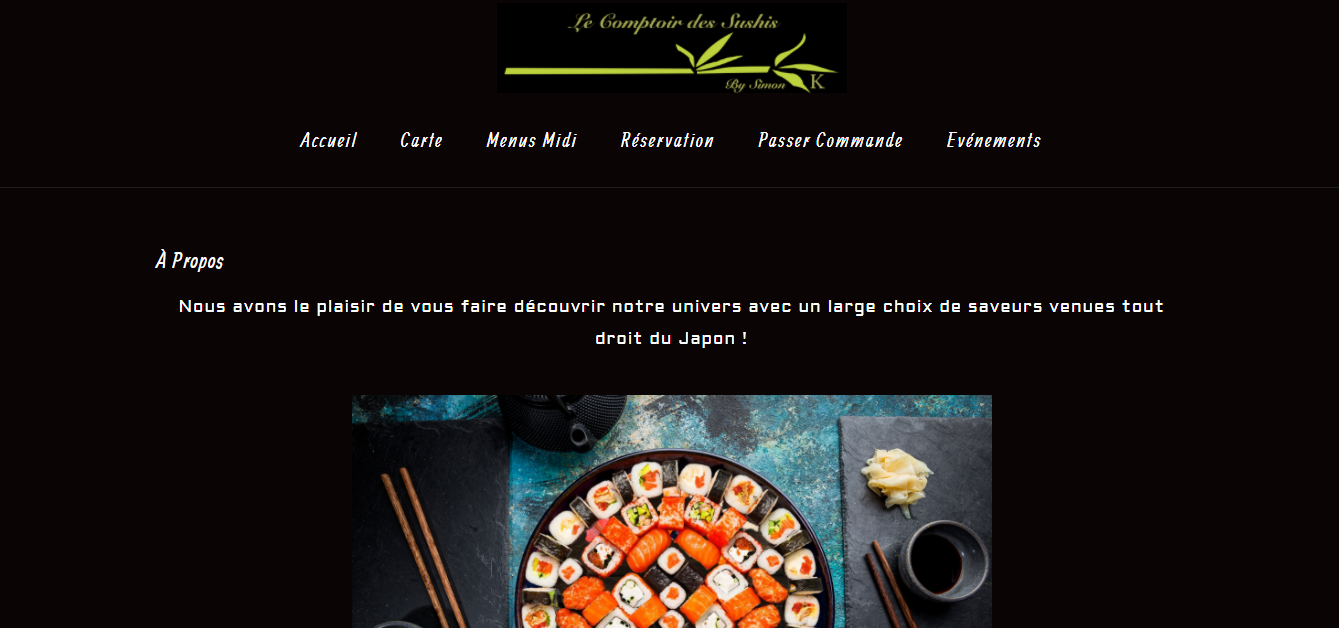 Le Comptoir des Sushis
By Simon K
Accueil Carte Menus Midi Réservation Passer Commande Evénements
À Propos
Nous avons le plaisir de vous faire découvrir notre univers avec un large choix de saveurs venues tout
droit du Japon !